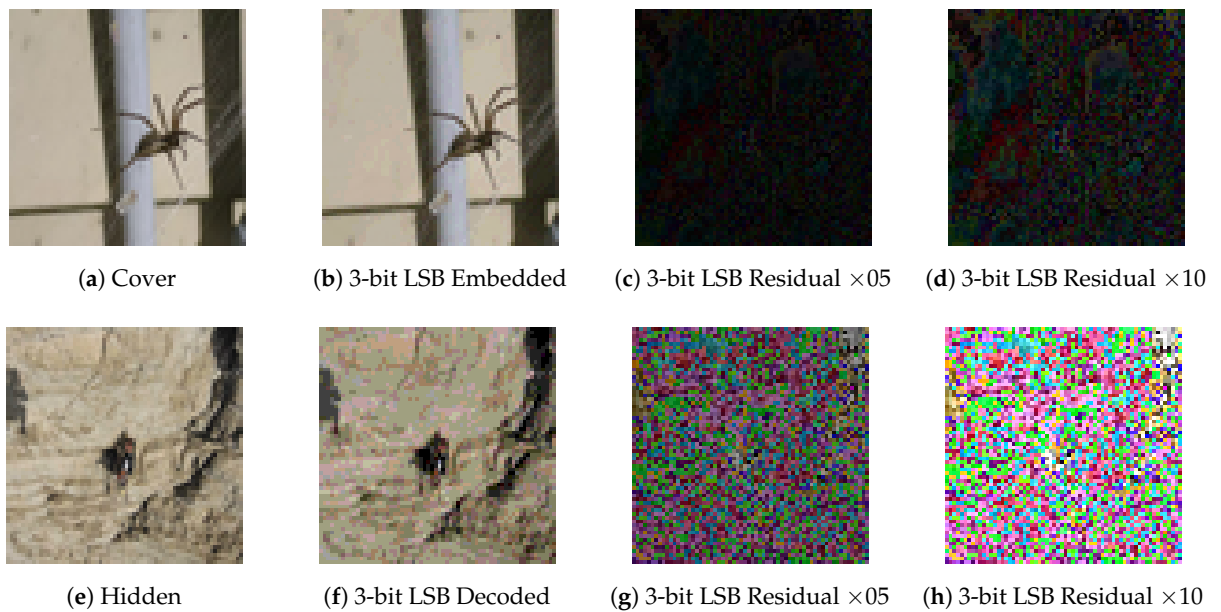 (a) Cover
(b) 3-bit LSB Embedded
(c) 3-bit LSB Residual ×05
(d) 3-bit LSB Residual ×10
(e) Hidden
(f) 3-bit LSB Decoded
(g) 3-bit LSB Residual ×05
(h) 3-bit LSB Residual ×10